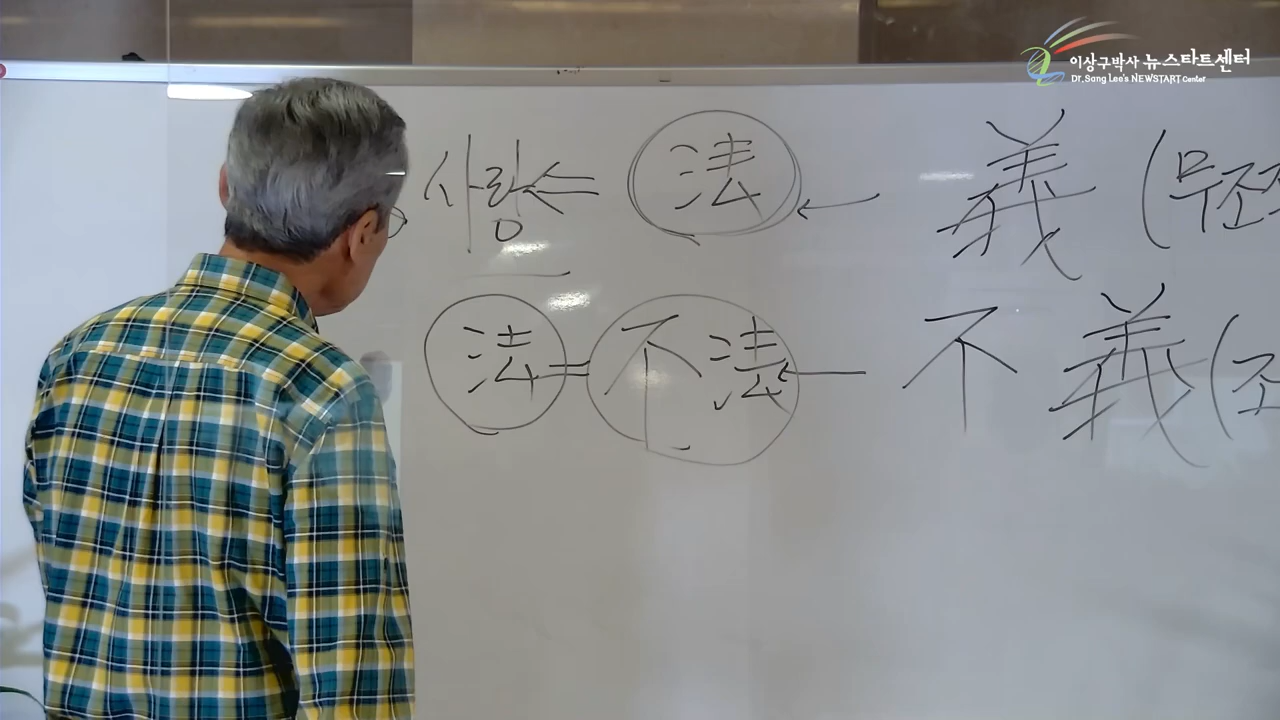 이상구박사 뉴스타트센터
Dr. Sang Lee's NEWSTART Center
사랑 ⇐ 法 ← 義 (무조
法 = 不法 ← 不義 (조